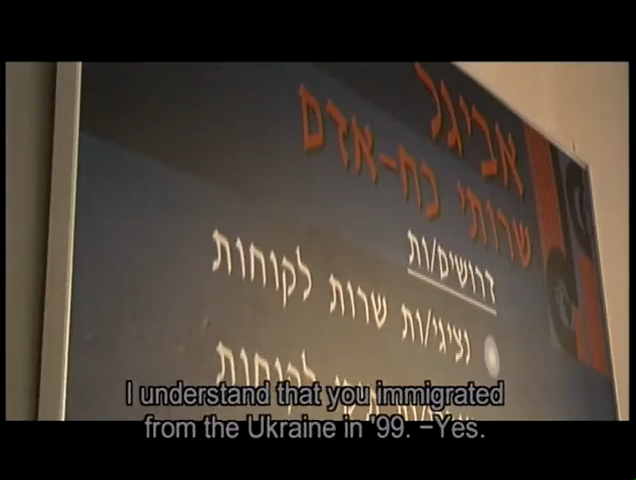 אביגל
שרותי כח-אדם
דרושים/ות
נציגי/ות שרות לקוחות
לקוחות
I understand that you immigrated
from the Ukraine in '99. –Yes.